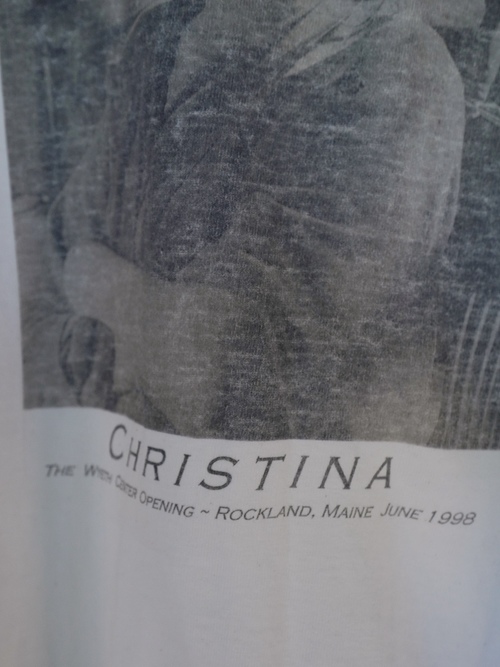 CHRISTINA
THE WYETH CENTER OPENING ~ ROCKLAND, MAINE JUNE 1998